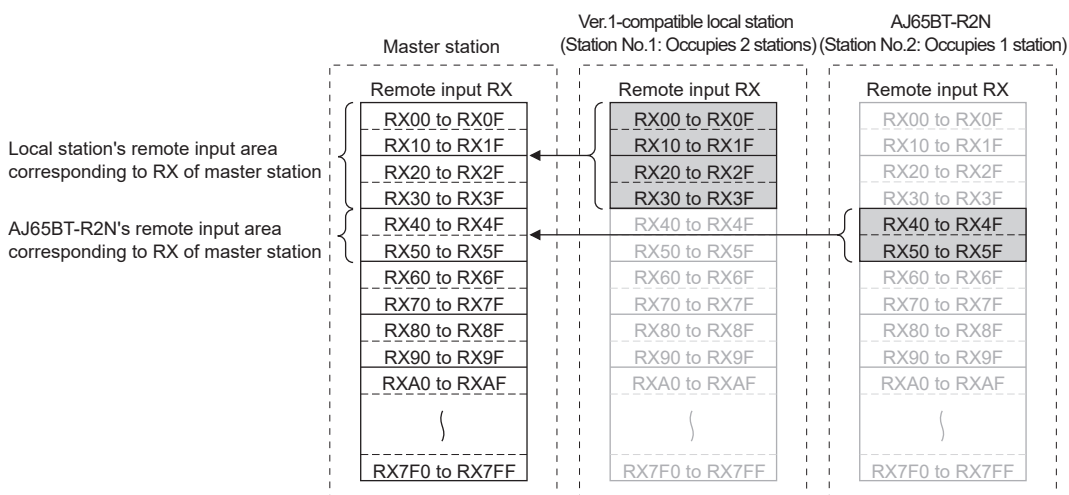 Master station
Ver.1-compatible local station
(Station No.1: Occupies 2 stations)
AJ65BT-R2N
(Station No.2: Occupies 1 station)
Local station's remote input area
corresponding to RX of master station
AJ65BT-R2N's remote input area
corresponding to RX of master station
Remote input RX
RX00 to RX0F
RX10 to RX1F
RX20 to RX2F
RX30 to RX3F
RX40 to RX4F
RX50 to RX5F
RX60 to RX6F
RX70 to RX7F
RX80 to RX8F
RX90 to RX9F
RXA0 to RXAF
RX7F0 to RX7FF
Remote input RX
RX00 to RX0F
RX10 to RX1F
RX20 to RX2F
RX30 to RX3F
RX40 to RX4F
RX50 to RX5F
RX60 to RX6F
RX70 to RX7F
RX80 to RX8F
RX90 to RX9F
RXA0 to RXAF
RX7F0 to RX7FF
Remote input RX
RX00 to RX0F
RX10 to RX1F
RX20 to RX2F
RX30 to RX3F
RX40 to RX4F
RX50 to RX5F
RX60 to RX6F
RX70 to RX7F
RX80 to RX8F
RX90 to RX9F
RXA0 to RXAF
RX7F0 to RX7FF